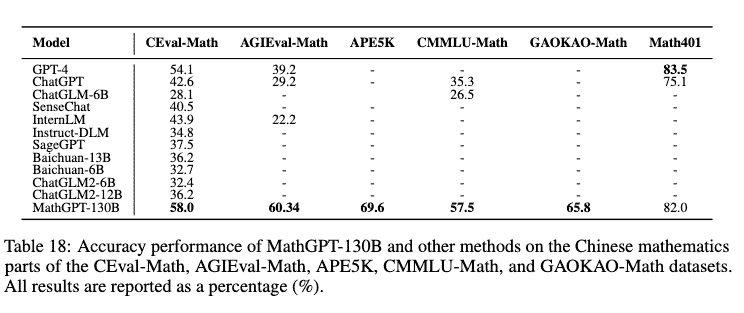 Model CEval-Math AGIEval-Math APE5K CMMLU-Math GAOKAO-Math Math401
GPT-4 54.1 39.2 - - - 83.5
ChatGPT 42.6 29.2 - 35.3 - 75.1
ChatGLM-6B 28.1 - - 26.5 - -
SenseChat 40.5 - - - - -
InternLM 43.9 22.2 - - - -
Instruct-DLM 34.8 - - - - -
SageGPT 37.5 - - - - -
Baichuan-13B 36.2 - - - - -
Baichuan-6B 32.7 - - - - -
ChatGLM2-6B 32.4 - - - - -
ChatGLM2-12B 36.2 - - - - -
MathGPT-130B 58.0 60.34 69.6 57.5 65.8 82.0
Table 18: Accuracy performance of MathGPT-130B and other methods on the Chinese mathematics
parts of the CEval-Math, AGIEval-Math, APE5K, CMMLU-Math, and GAOKAO-Math datasets.
All results are reported as a percentage (%).